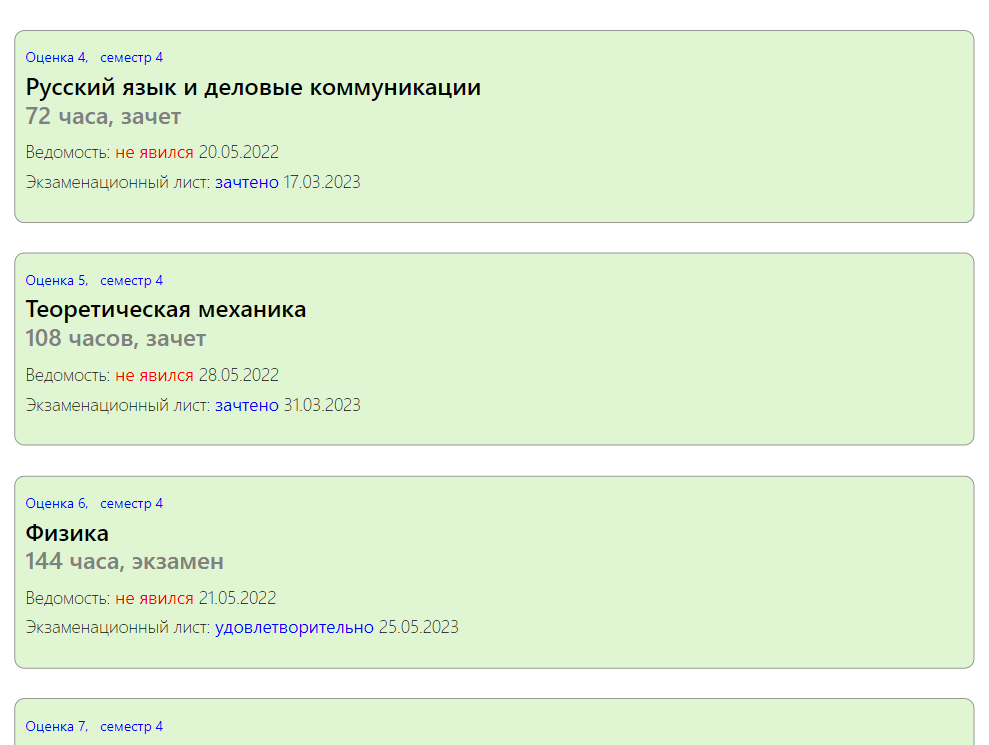 Оценка 4, семестр 4
Русский язык и деловые коммуникации
72 часа, зачет
Ведомость: не явился 20.05.2022
Экзаменационный лист: зачтено 17.03.2023
Оценка 5, семестр 4
Теоретическая механика
108 часов, зачет
Ведомость: не явился 28.05.2022
Экзаменационный лист: зачтено 31.03.2023
Оценка 6, семестр 4
Физика
144 часа, экзамен
Ведомость: не явился 21.05.2022
Экзаменационный лист: удовлетворительно 25.05.2023
Оценка 7, семестр 4